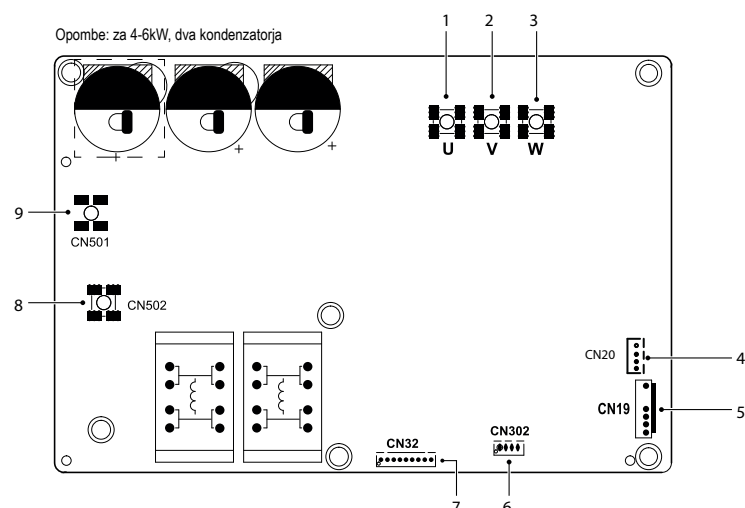 Opombe: za 4-6kW, dva kondenzatorja
1 2 3
U V W
+ + +
9
CN501
8 CN502
CN20 4
CN19 5
CN32 CN302
7 6